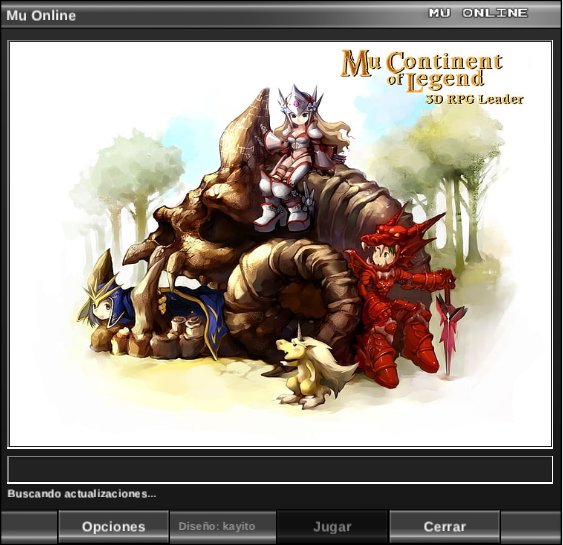 Mu Online
MU ONLINE
Mu Continent
of Legend
3D RPG Leader
Buscando actualizaciones...
Opciones
Diseño: kayito
Jugar
Cerrar